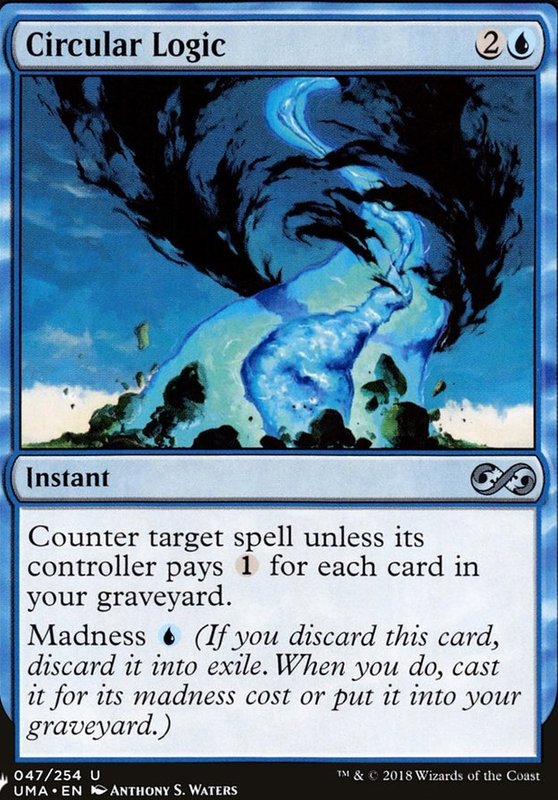 Circular Logic 2
Instant
Counter target spell unless its
controller pays 1 for each card in
your graveyard.
Madness (If you discard this card,
discard it into exile. When you do, cast
it for its madness cost or put it into your
graveyard.)
047/254 U
UMA • EN Anthony S. Waters
™ & © 2018 Wizards of the Coast